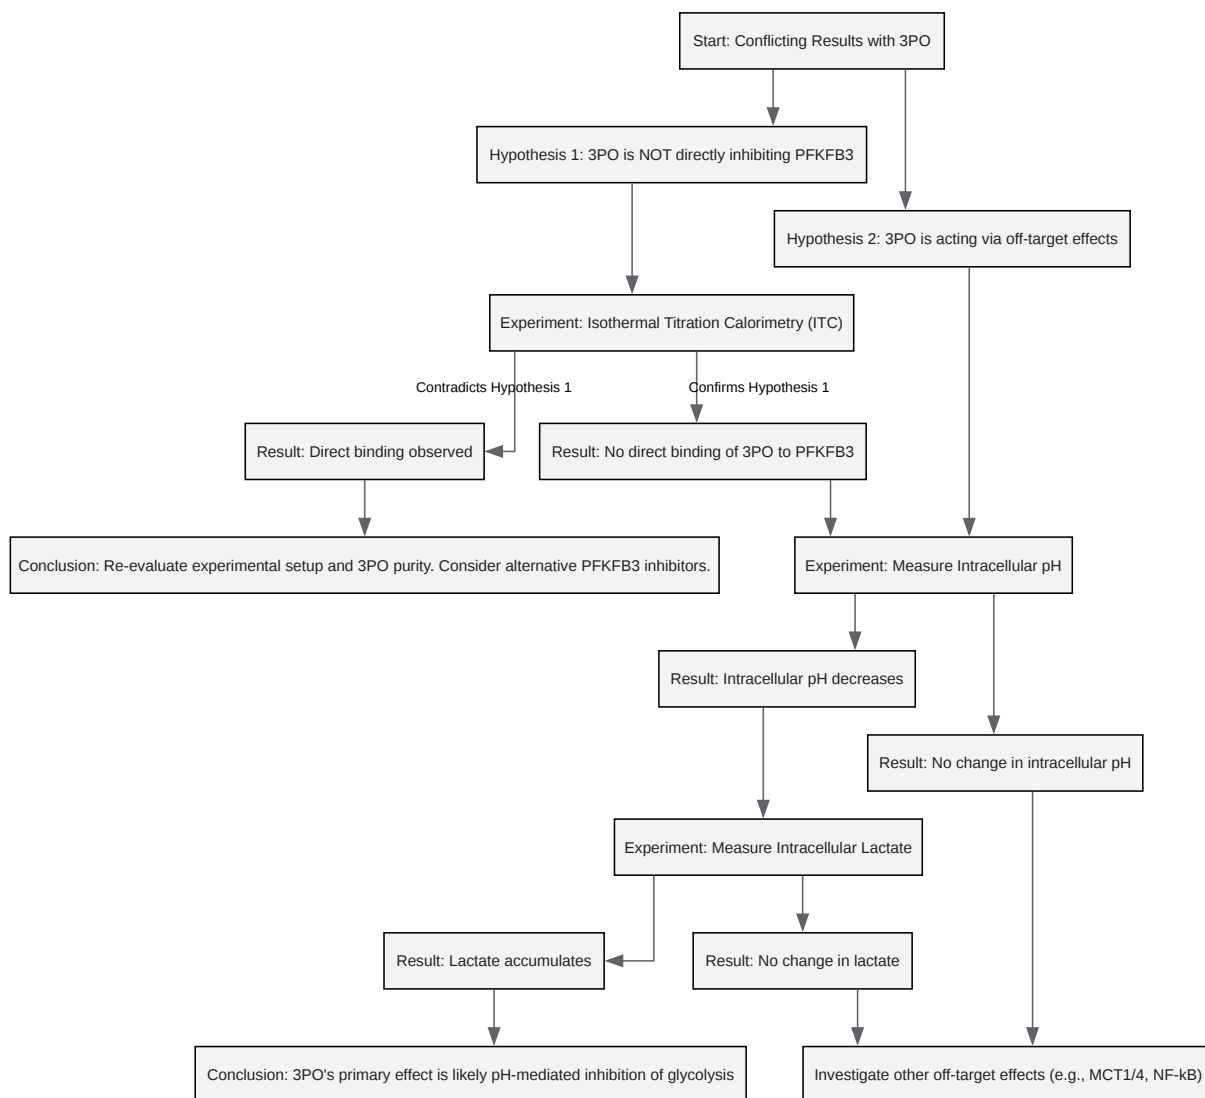 Start: Conflicting Results with 3PO
Hypothesis 1: 3PO is NOT directly inhibiting PFKFB3
Hypothesis 2: 3PO is acting via off-target effects
Experiment: Isothermal Titration Calorimetry (ITC)
Contradicts Hypothesis 1
Confirms Hypothesis 1
Result: Direct binding observed
Result: No direct binding of 3PO to PFKFB3
Conclusion: Re-evaluate experimental setup and 3PO purity. Consider alternative PFKFB3 inhibitors.
Experiment: Measure Intracellular pH
Result: Intracellular pH decreases
Result: No change in intracellular pH
Experiment: Measure Intracellular Lactate
Result: Lactate accumulates
Result: No change in lactate
Conclusion: 3PO's primary effect is likely pH-mediated inhibition of glycolysis
Investigate other off-target effects (e.g., MCT1/4, NF-kB)